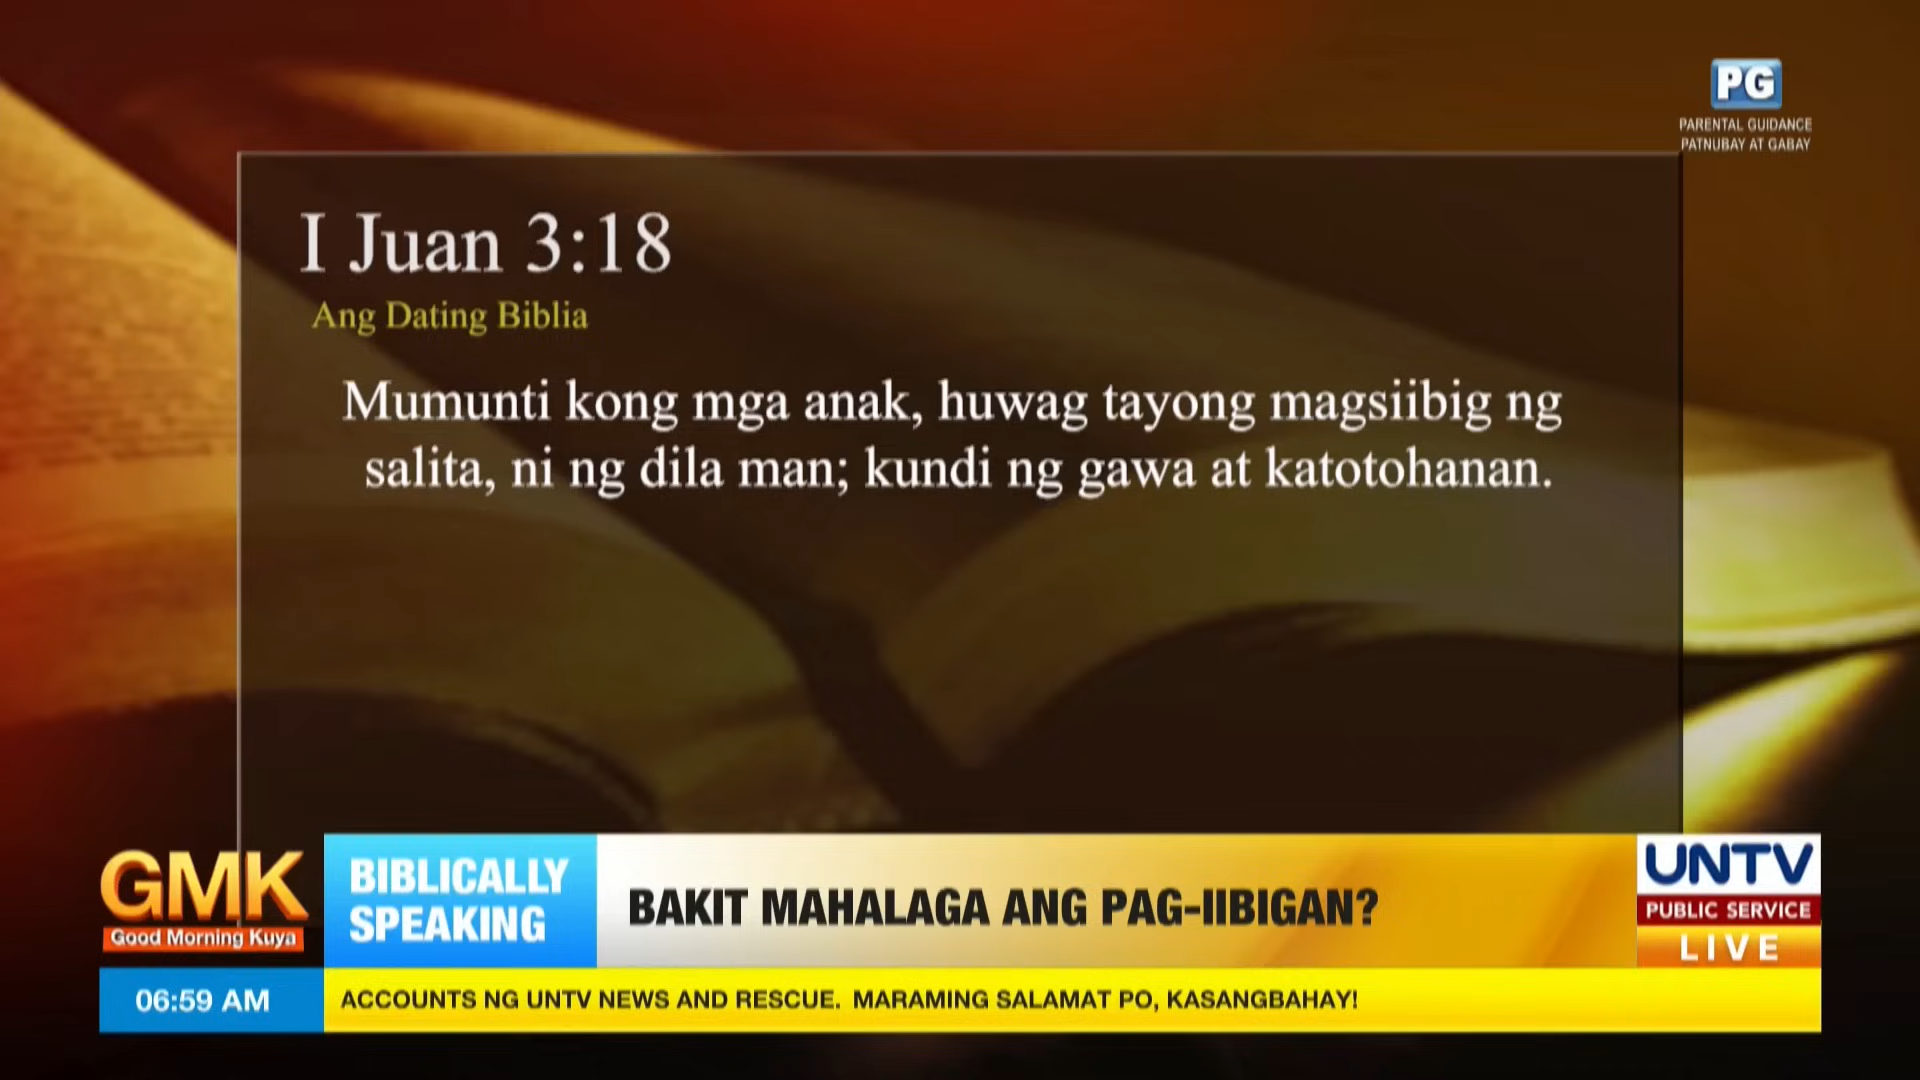 PG
PARENTAL GUIDANCE
PATNUBAY AT GABAY
I Juan 3:18
Ang Dating Biblia
Mumunti kong mga anak, huwag tayong magsiibig ng
salita, ni ng dila man; kundi ng gawa at katotohanan.
GMK
Good Morning Kuya
BIBLICALLY
SPEAKING
BAKIT MAHALAGA ANG PAG-IIBIGAN?
UNTV
PUBLIC SERVICE
LIVE
06:59 AM
ACCOUNTS NG UNTV NEWS AND RESCUE. MARAMING SALAMAT PO, KASANGBAHAY!